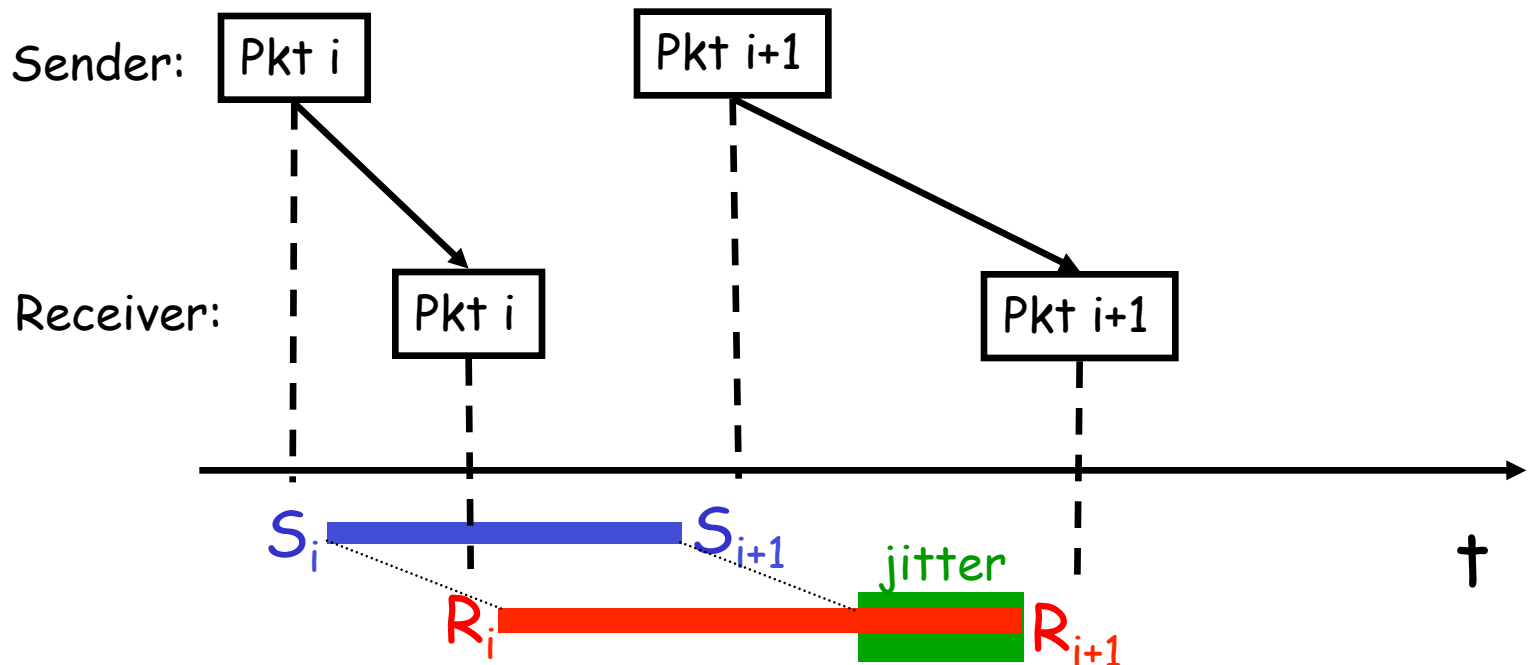 Sender:
Pkt i
Pkt i+1
Receiver:
Pkt i
Pkt i+1
Si
Si+1
jitter
t
Ri
Ri+1